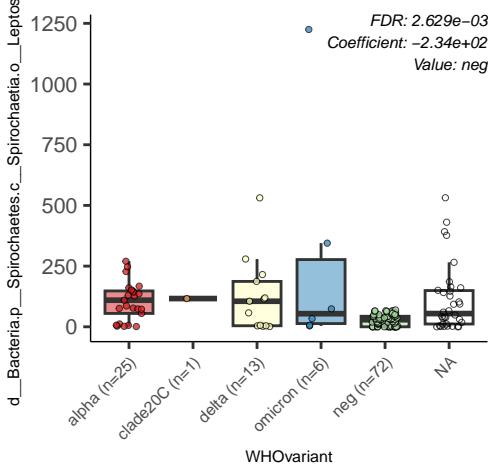 d__Bacteria.p__Spirochaetes.c__Spirochaetia.o__Leptos
1250
1000
750
500
250
0
FDR: 2.629e−03
Coefficient: −2.34e+02
Value: neg
alpha (n=25)
clade20C (n=1)
delta (n=13)
omicron (n=6)
neg (n=72)
NA
WHOvariant